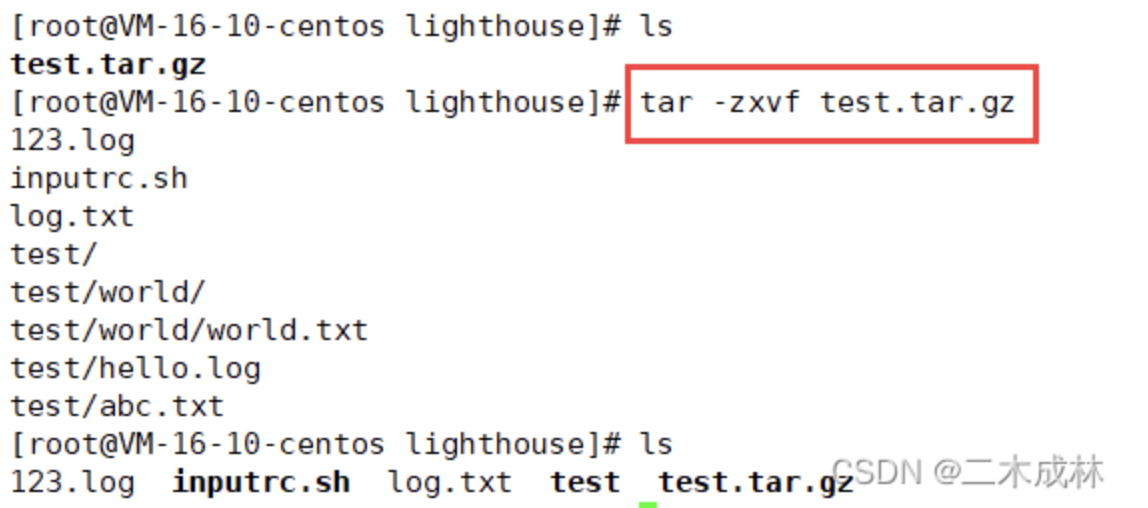 [root@VM-16-10-centos lighthouse]# ls
test.tar.gz
[root@VM-16-10-centos lighthouse]# tar -zxvf test.tar.gz
123.log
inputrc.sh
log.txt
test/
test/world/
test/world/world.txt
test/hello.log
test/abc.txt
[root@VM-16-10-centos lighthouse]# ls
123.log  inputrc.sh  log.txt  test  test.tar.gz
CSDN @二木成林